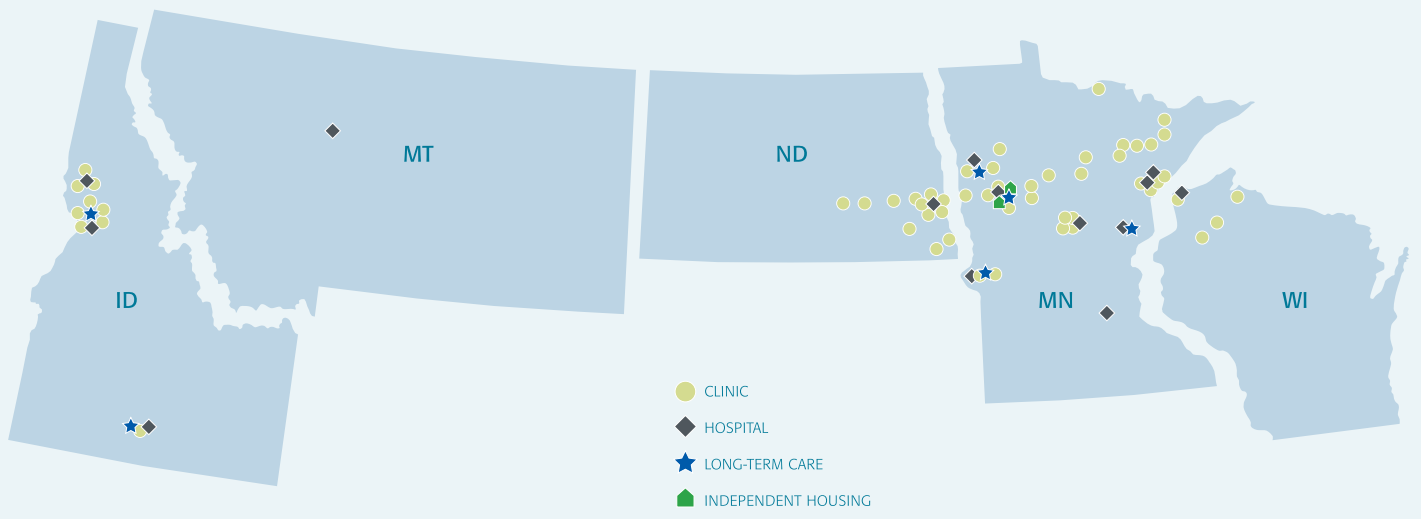 MT
ND
ID
MN
WI
CLINIC
HOSPITAL
LONG-TERM CARE
INDEPENDENT HOUSING